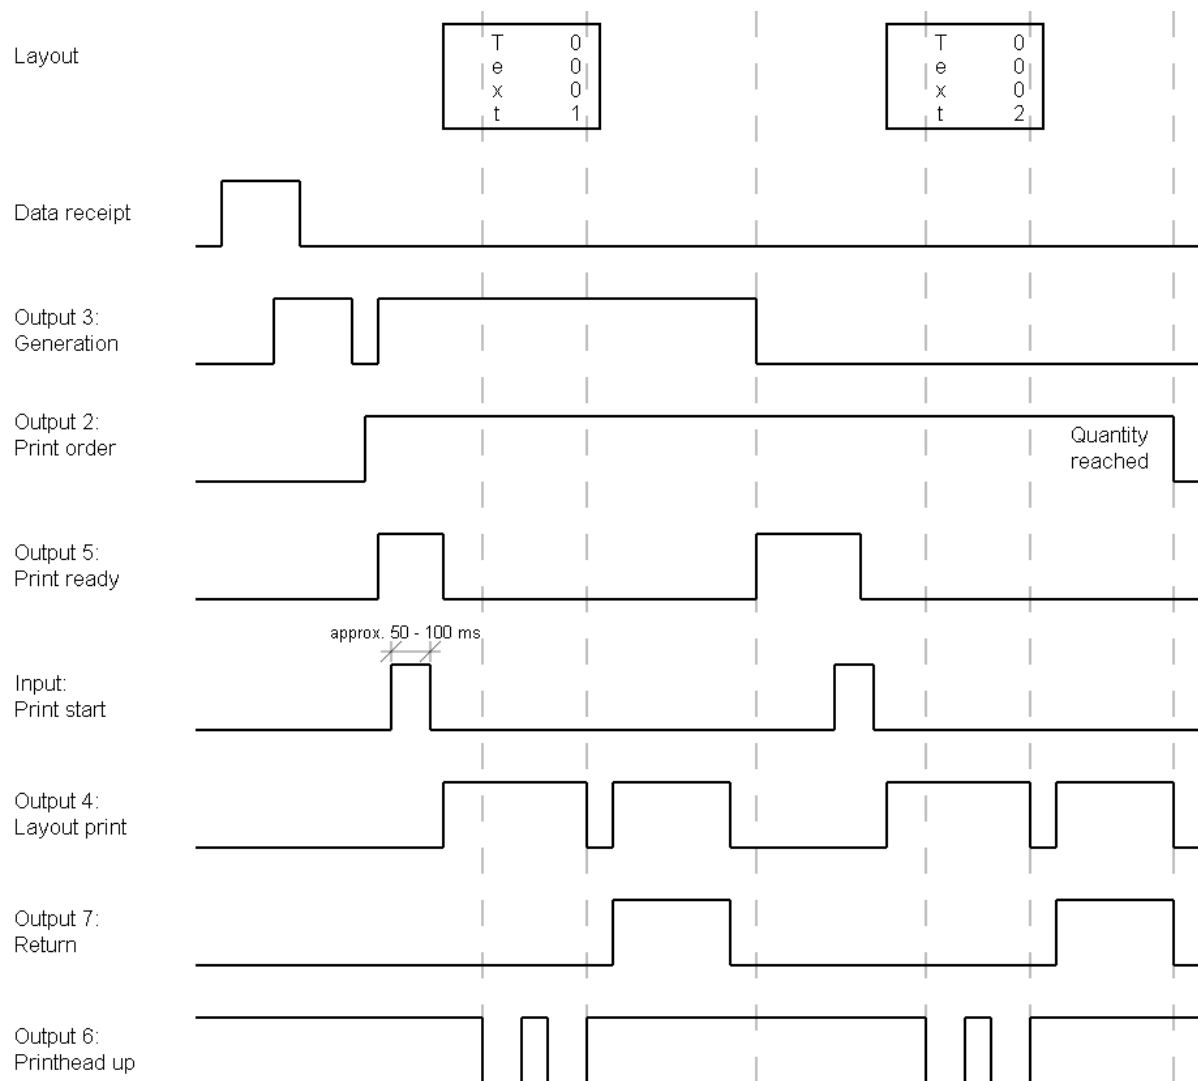 Layout
T 0
e 0
x 0
t 1
T 0
e 0
x 0
t 2
Data receipt
Output 3:
Generation
Output 2:
Print order
Quantity
reached
Output 5:
Print ready
approx. 50 - 100 ms
Input:
Print start
Output 4:
Layout print
Output 7:
Return
Output 6:
Printhead up